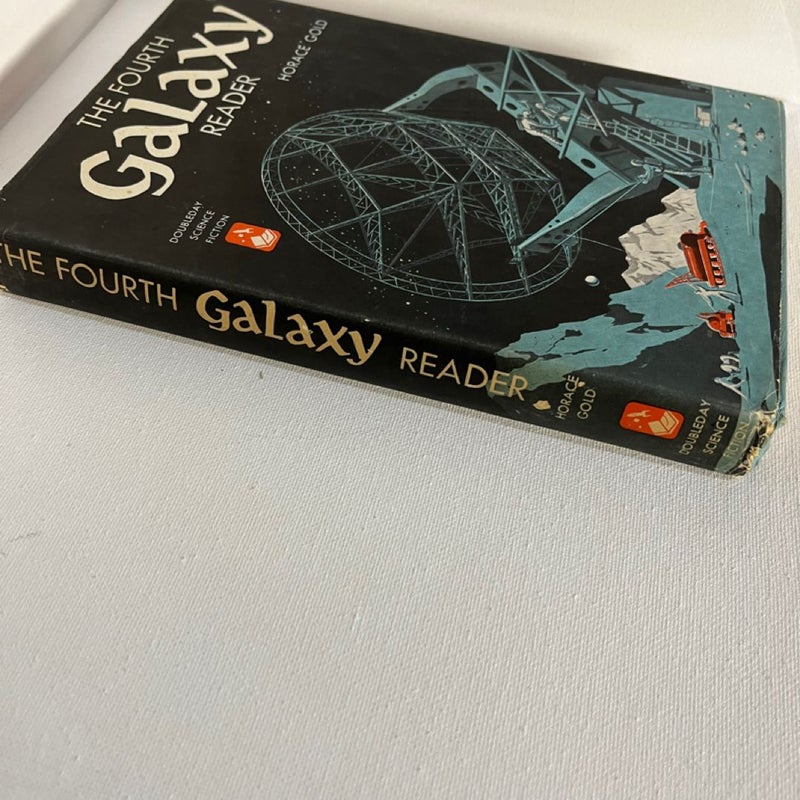 THE FOURTH
Galaxy
READER
HORACE GOLD
DOUBLEDAY
SCIENCE
FICTION
THE FOURTH Galaxy READER
HORACE
GOLD
DOUBLEDAY
SCIENCE
FICTION